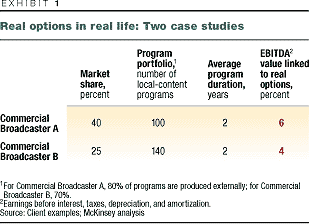 EXHIBIT 1
Real options in real life: Two case studies
Market share, percent
Program portfolio,¹ number of local-content programs
Average program duration, years
EBITDA² value linked to real options, percent
Commercial Broadcaster A 40 100 2 6
Commercial Broadcaster B 25 140 2 4
¹For Commercial Broadcaster A, 80% of programs are produced externally; for Commercial
Broadcaster B, 70%.
²Earnings before interest, taxes, depreciation, and amortization.
Source: Client examples; McKinsey analysis